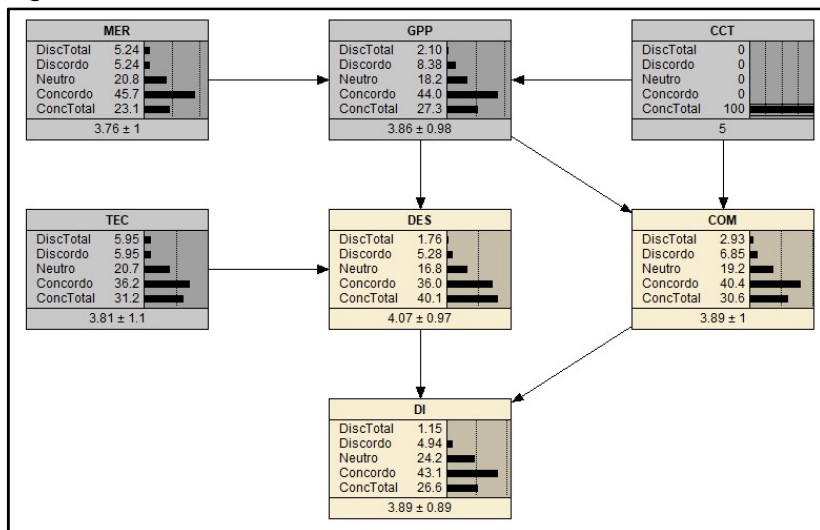 MER
DiscTotal 5.24
Discordo 5.24
Neutro 20.8
Concordo 45.7
ConcTotal 23.1
3.76 ± 1
GPP
DiscTotal 2.10
Discordo 8.38
Neutro 18.2
Concordo 44.0
ConcTotal 27.3
3.86 ± 0.98
CCT
DiscTotal 0
Discordo 0
Neutro 0
Concordo 0
ConcTotal 100
5
TEC
DiscTotal 5.95
Discordo 5.95
Neutro 20.7
Concordo 36.2
ConcTotal 31.2
3.81 ± 1.1
DES
DiscTotal 1.76
Discordo 5.28
Neutro 16.8
Concordo 36.0
ConcTotal 40.1
4.07 ± 0.97
COM
DiscTotal 2.93
Discordo 6.85
Neutro 19.2
Concordo 40.4
ConcTotal 30.6
3.89 ± 1
DI
DiscTotal 1.15
Discordo 4.94
Neutro 24.2
Concordo 43.1
ConcTotal 26.6
3.89 ± 0.89